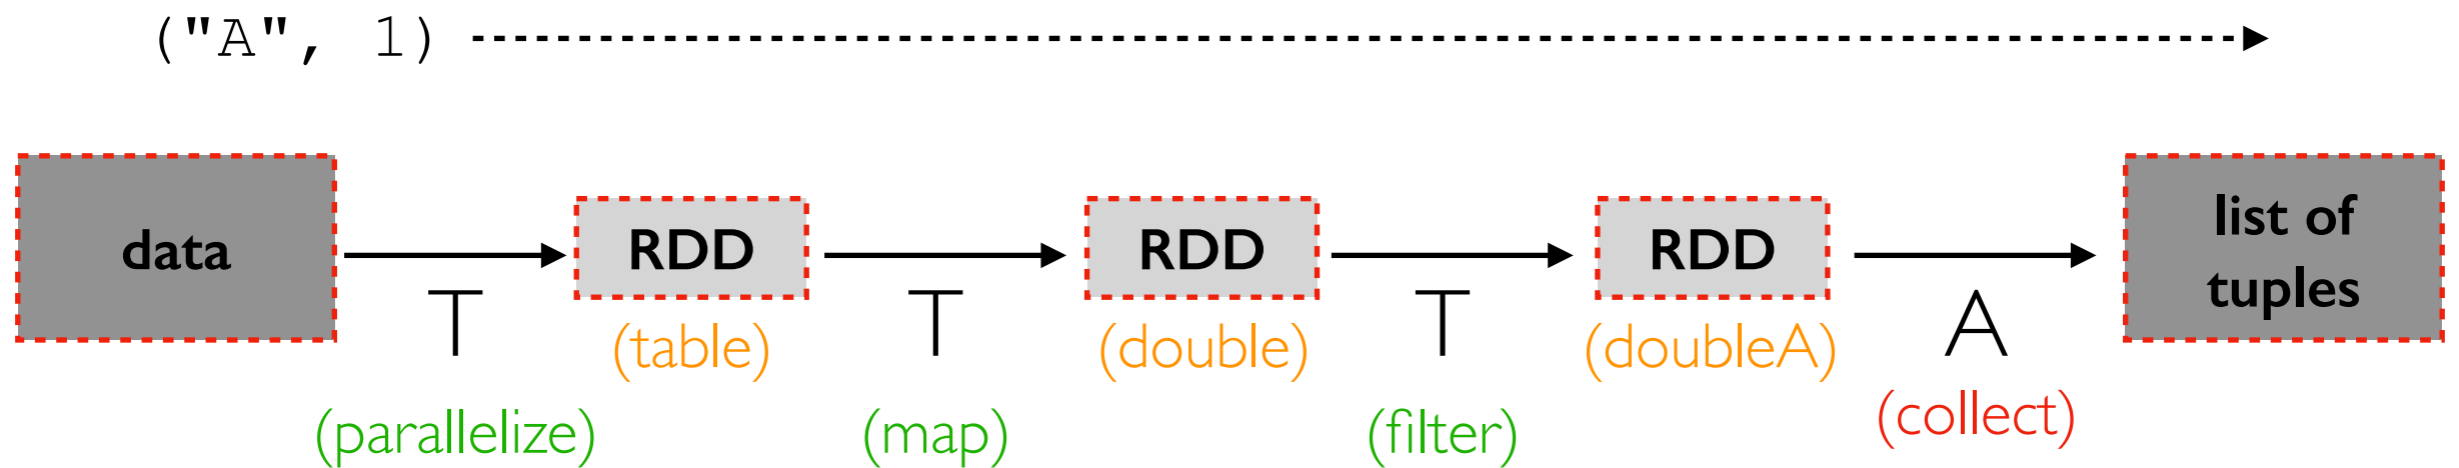 ("A", 1)
data
RDD
RDD
RDD
list of
tuples
T
T
T
A
(table)
(double)
(doubleA)
(parallelize)
(map)
(filter)
(collect)